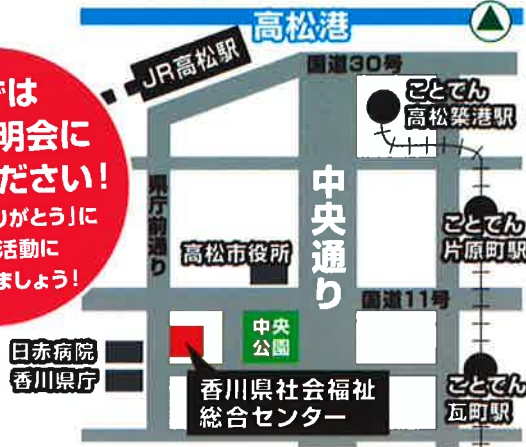 高松港
JR高松駅
国道30号
ことでん
高松築港駅
では
明会に
ださい!
りがとう」に
活動に
ましょう!
県庁前通り
中央通り
高松市役所
ことでん
片原町駅
国道11号
中央
公園
日赤病院
香川県庁
香川県社会福祉
総合センター
ことでん
瓦町駅